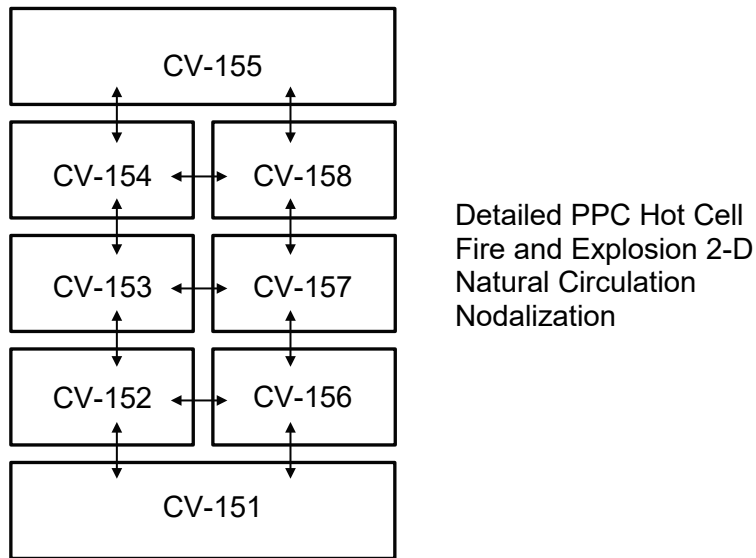 CV-155
CV-154 CV-158
CV-153 CV-157
CV-152 CV-156
CV-151
Detailed PPC Hot Cell
Fire and Explosion 2-D
Natural Circulation
Nodalization